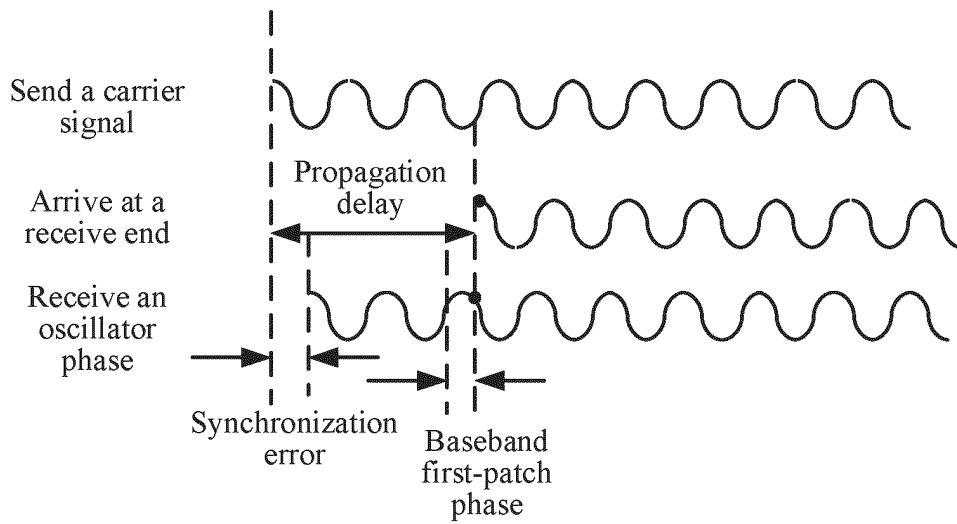 Send a carrier
signal
Propagation
delay
Arrive at a
receive end
Receive an
oscillator
phase
Synchronization
error
Baseband
first-patch
phase